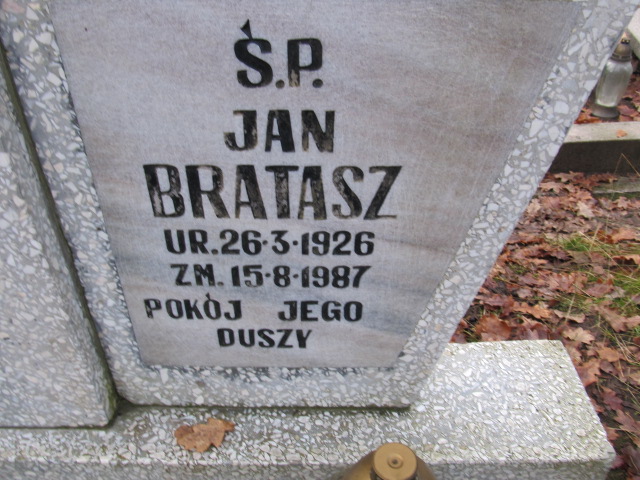 Ś.P.
JAN
BRATASZ
UR. 26·3·1926
ZM. 15·8·1987
POKÓJ JEGO
DUSZY